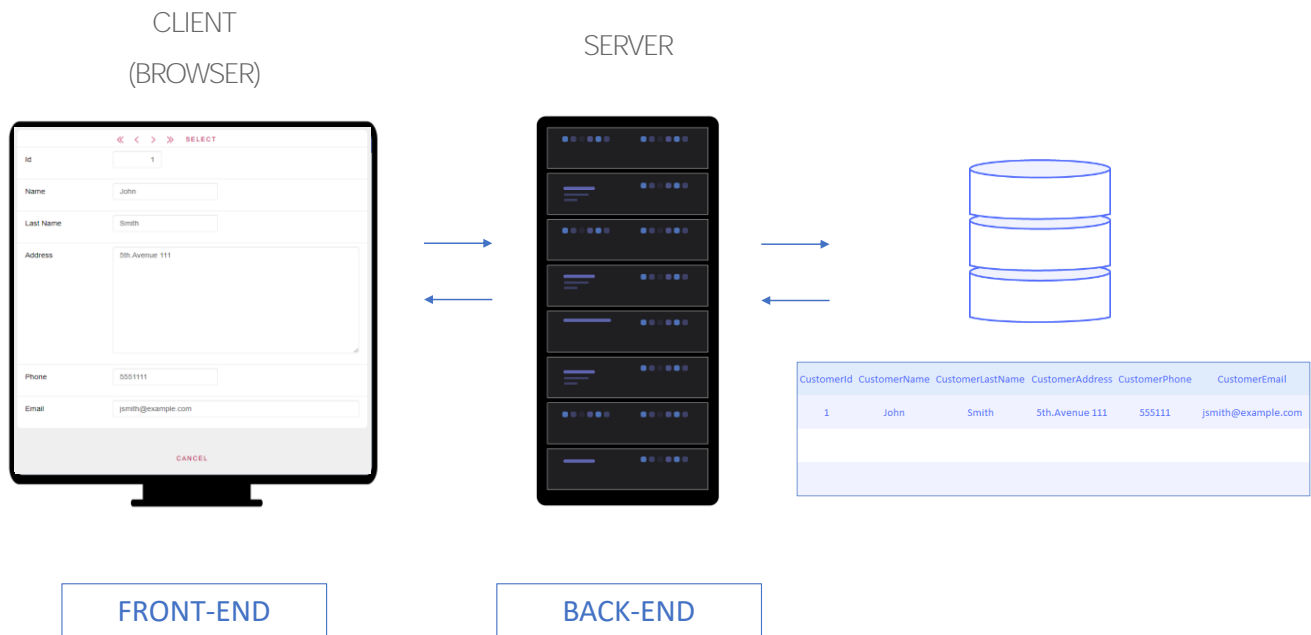 CLIENT
(BROWSER)
SERVER
« < > » SELECT
Id 1
Name John
Last Name Smith
Address 5th.Avenue 111
Phone 5551111
Email jsmith@example.com
CANCEL
CustomerId CustomerName CustomerLastName CustomerAddress CustomerPhone CustomerEmail
1 John Smith 5th.Avenue 111 555111 jsmith@example.com
FRONT-END
BACK-END